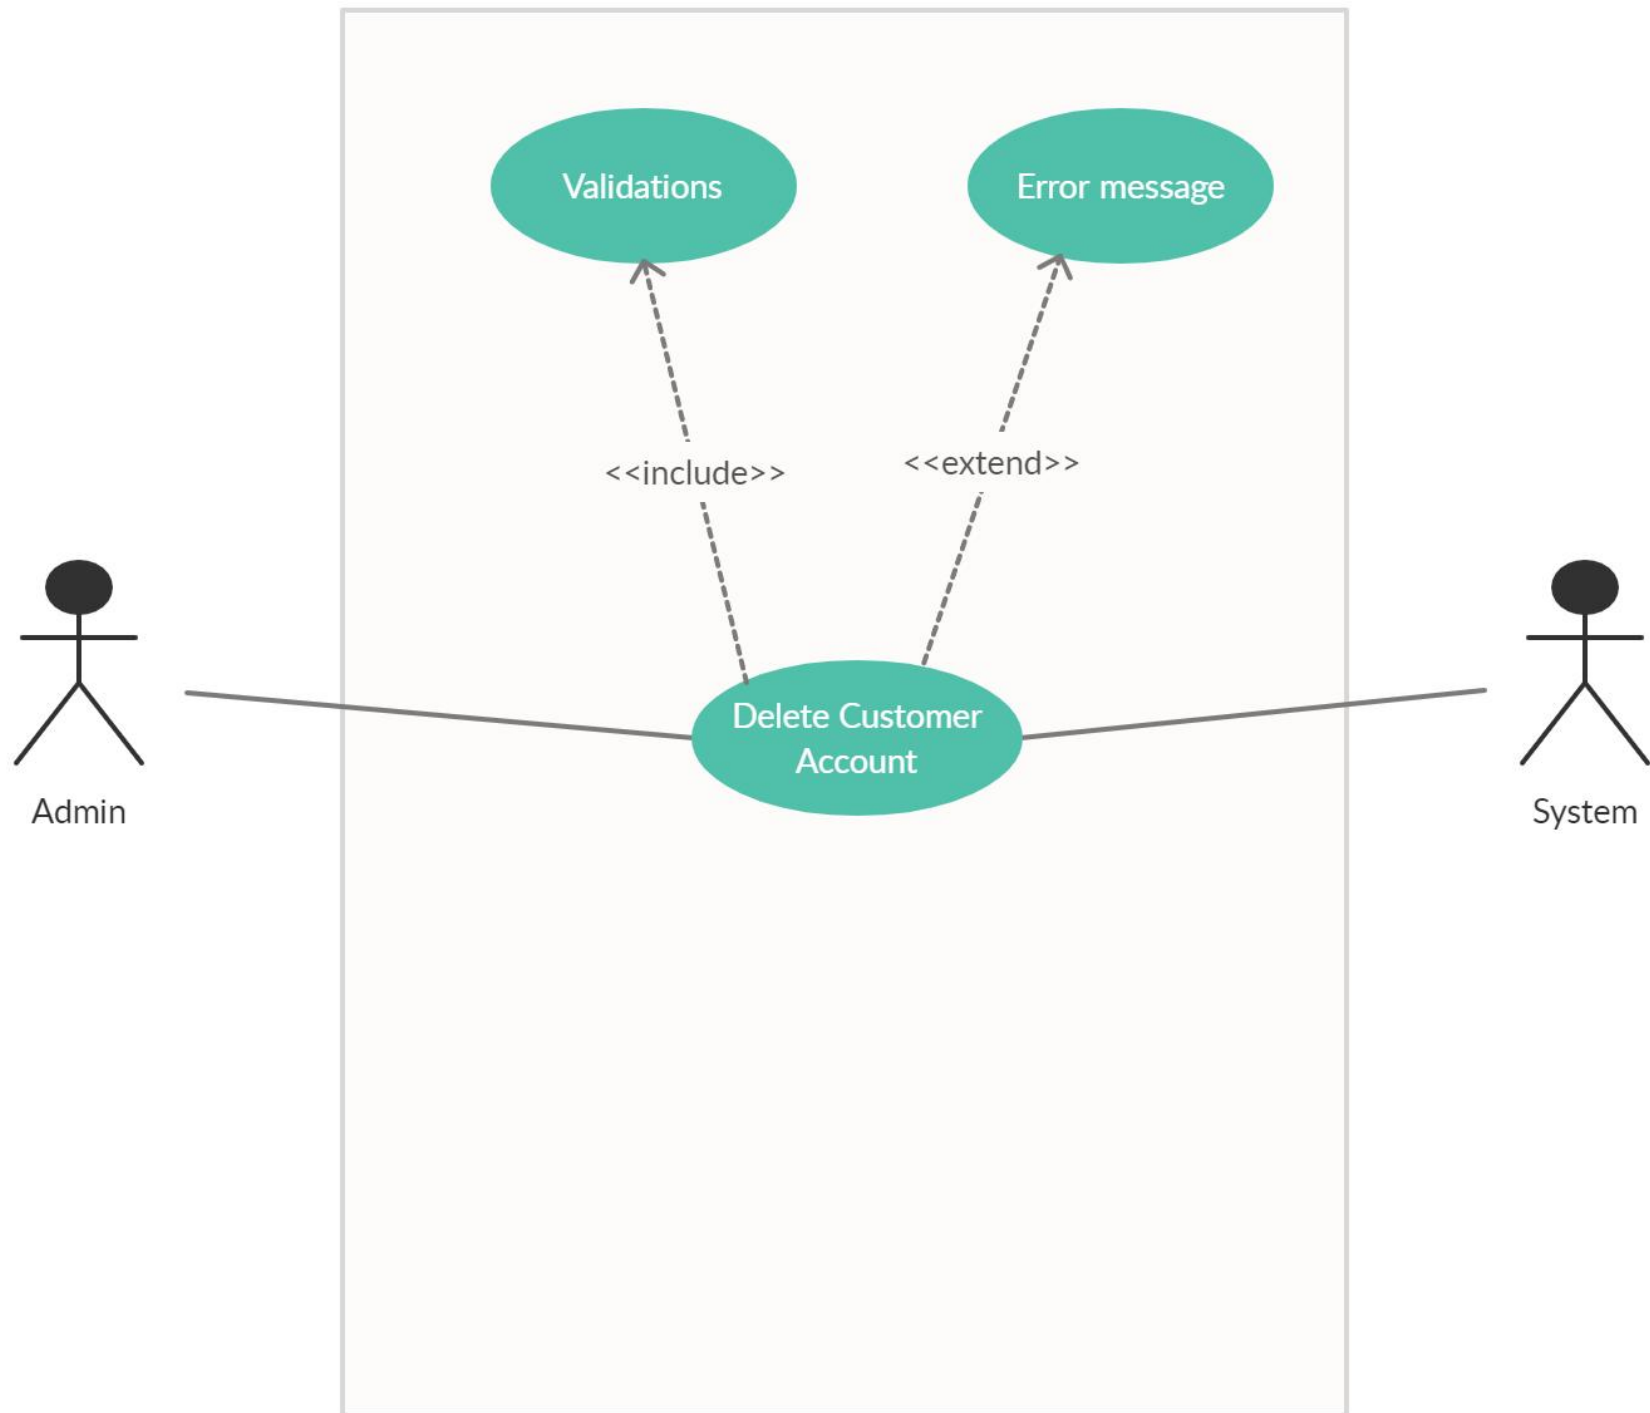 Validations
Error message
<<include>>
<<extend>>
Delete Customer
Account
Admin
System